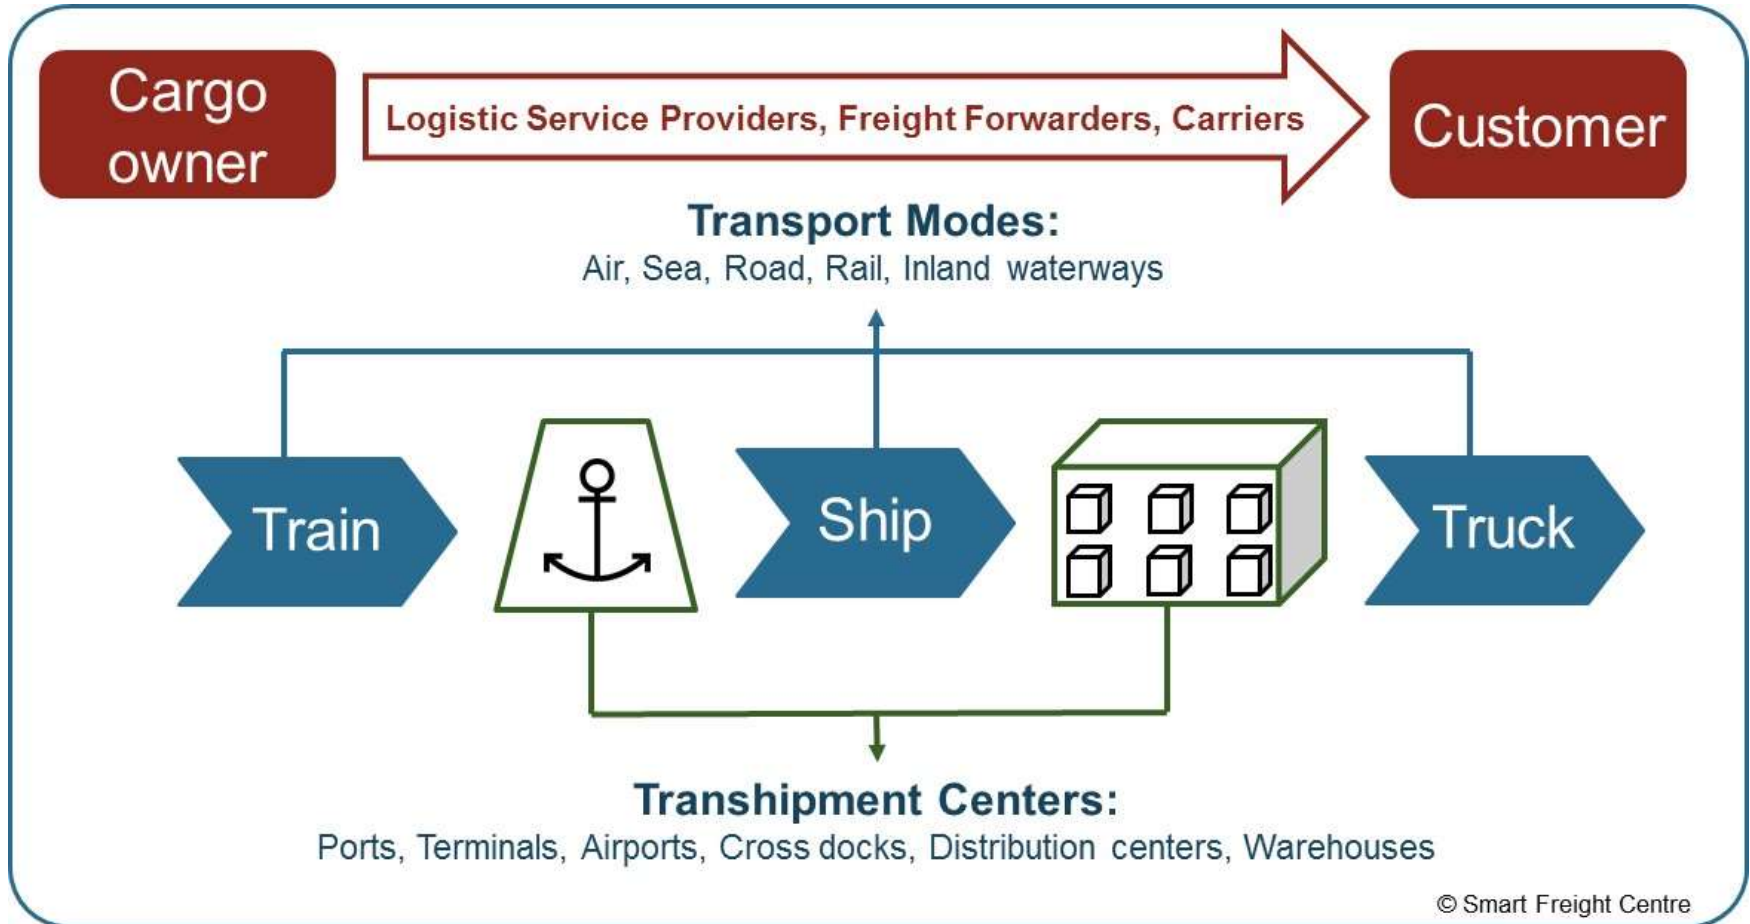 Cargo
owner
Logistic Service Providers, Freight Forwarders, Carriers
Customer
Transport Modes:
Air, Sea, Road, Rail, Inland waterways
Train
Ship
Truck
Transhipment Centers:
Ports, Terminals, Airports, Cross docks, Distribution centers, Warehouses
© Smart Freight Centre